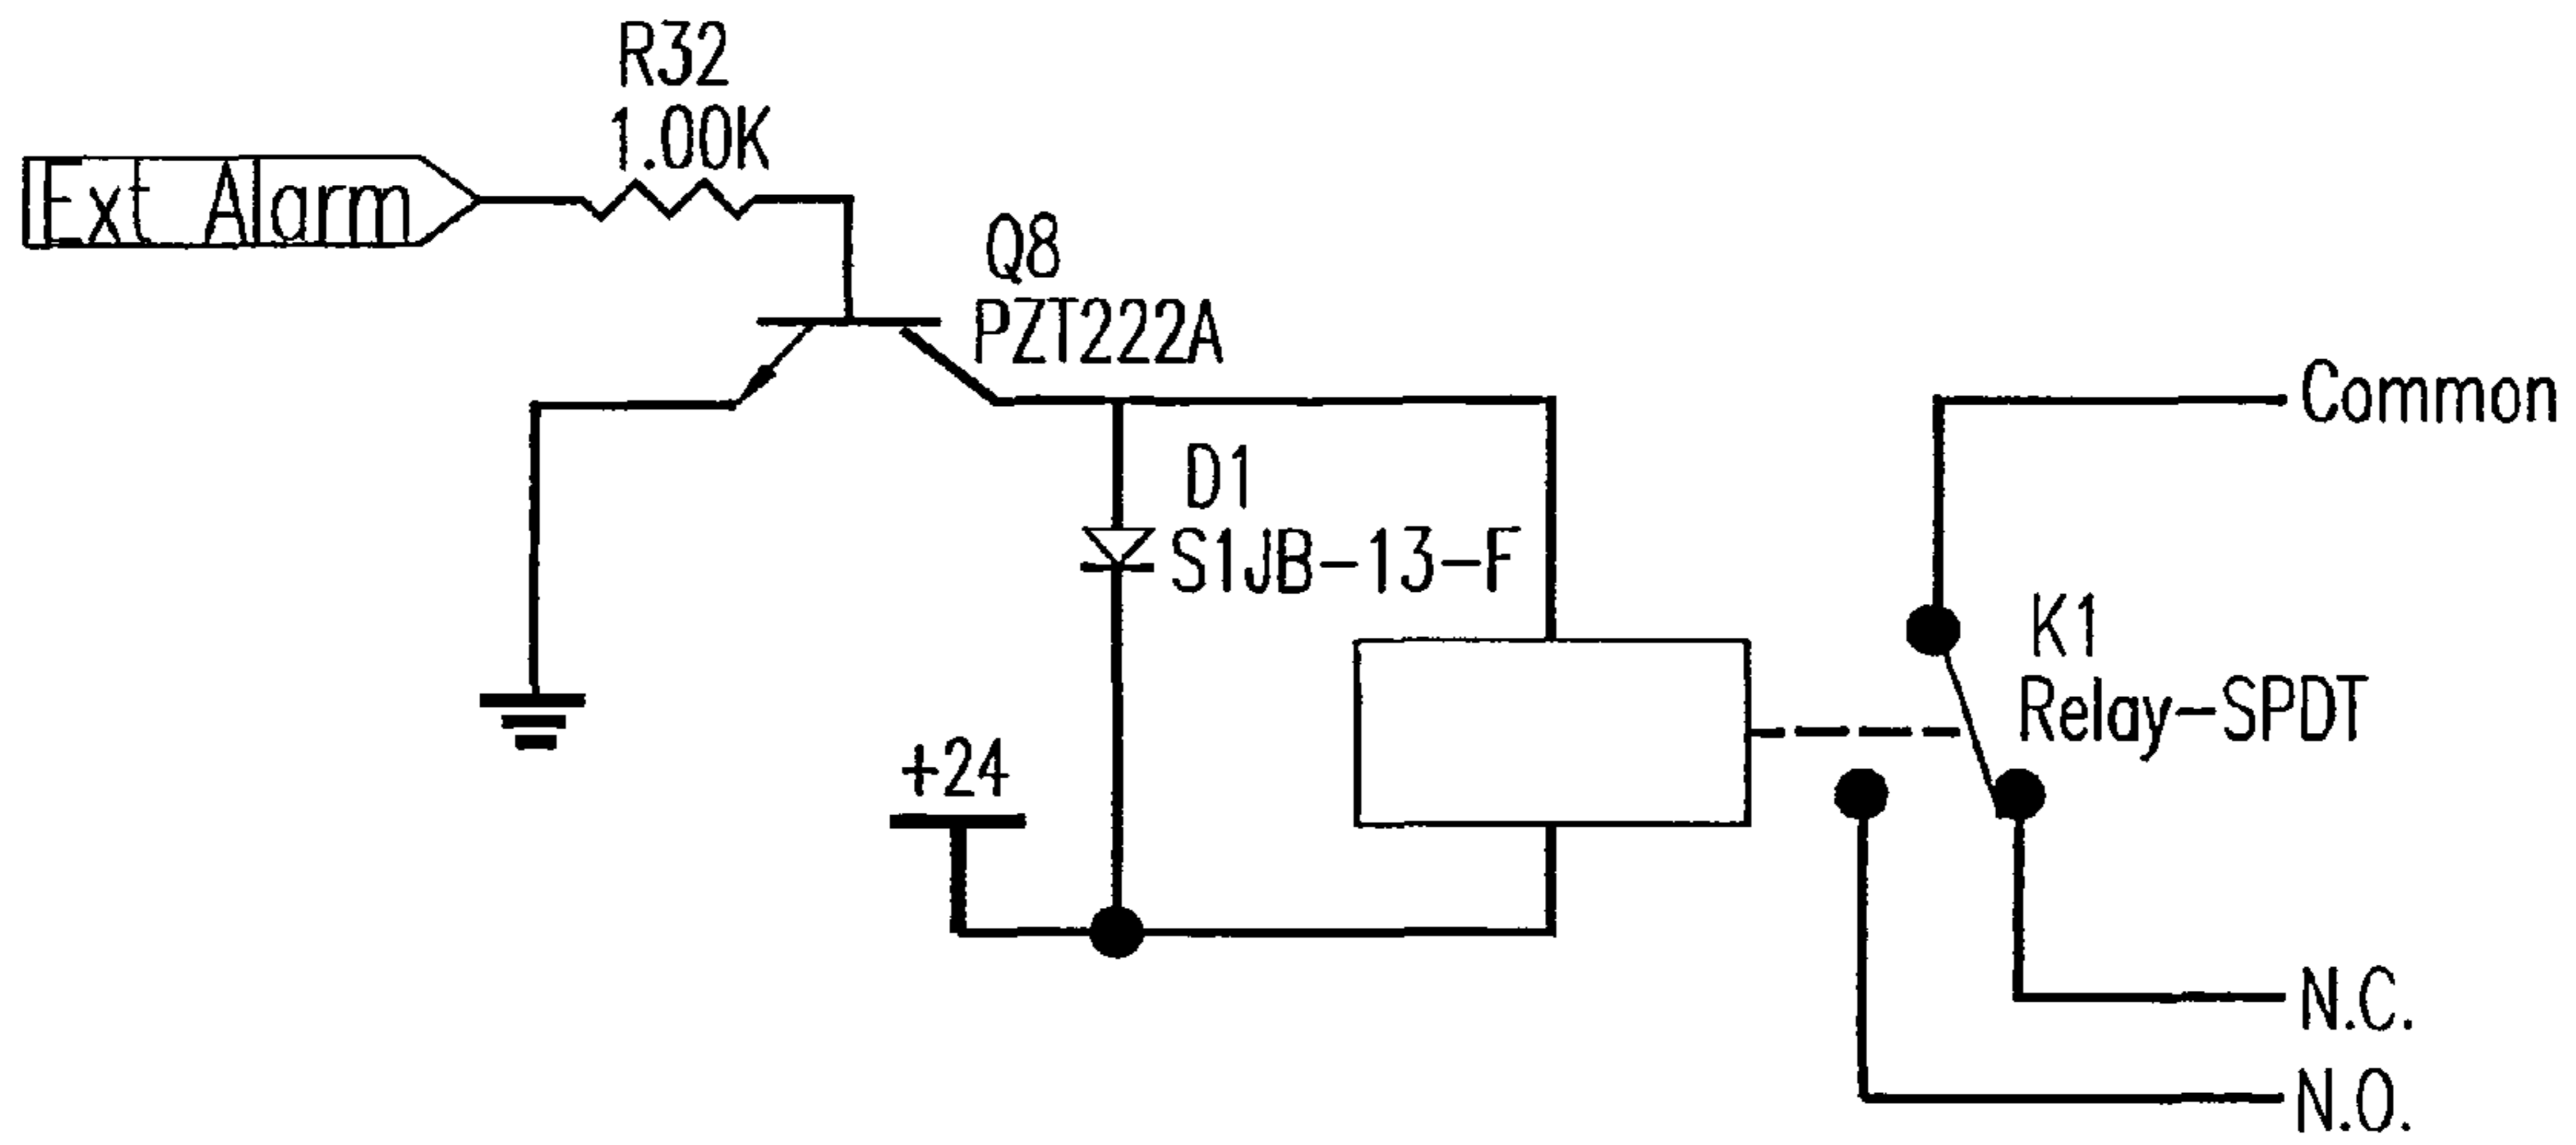 R32
1.00K
Ext Alarm
Q8
PZT222A
Common
D1
S1JB-13-F
K1
Relay-SPDT
+24
N.C.
N.O.